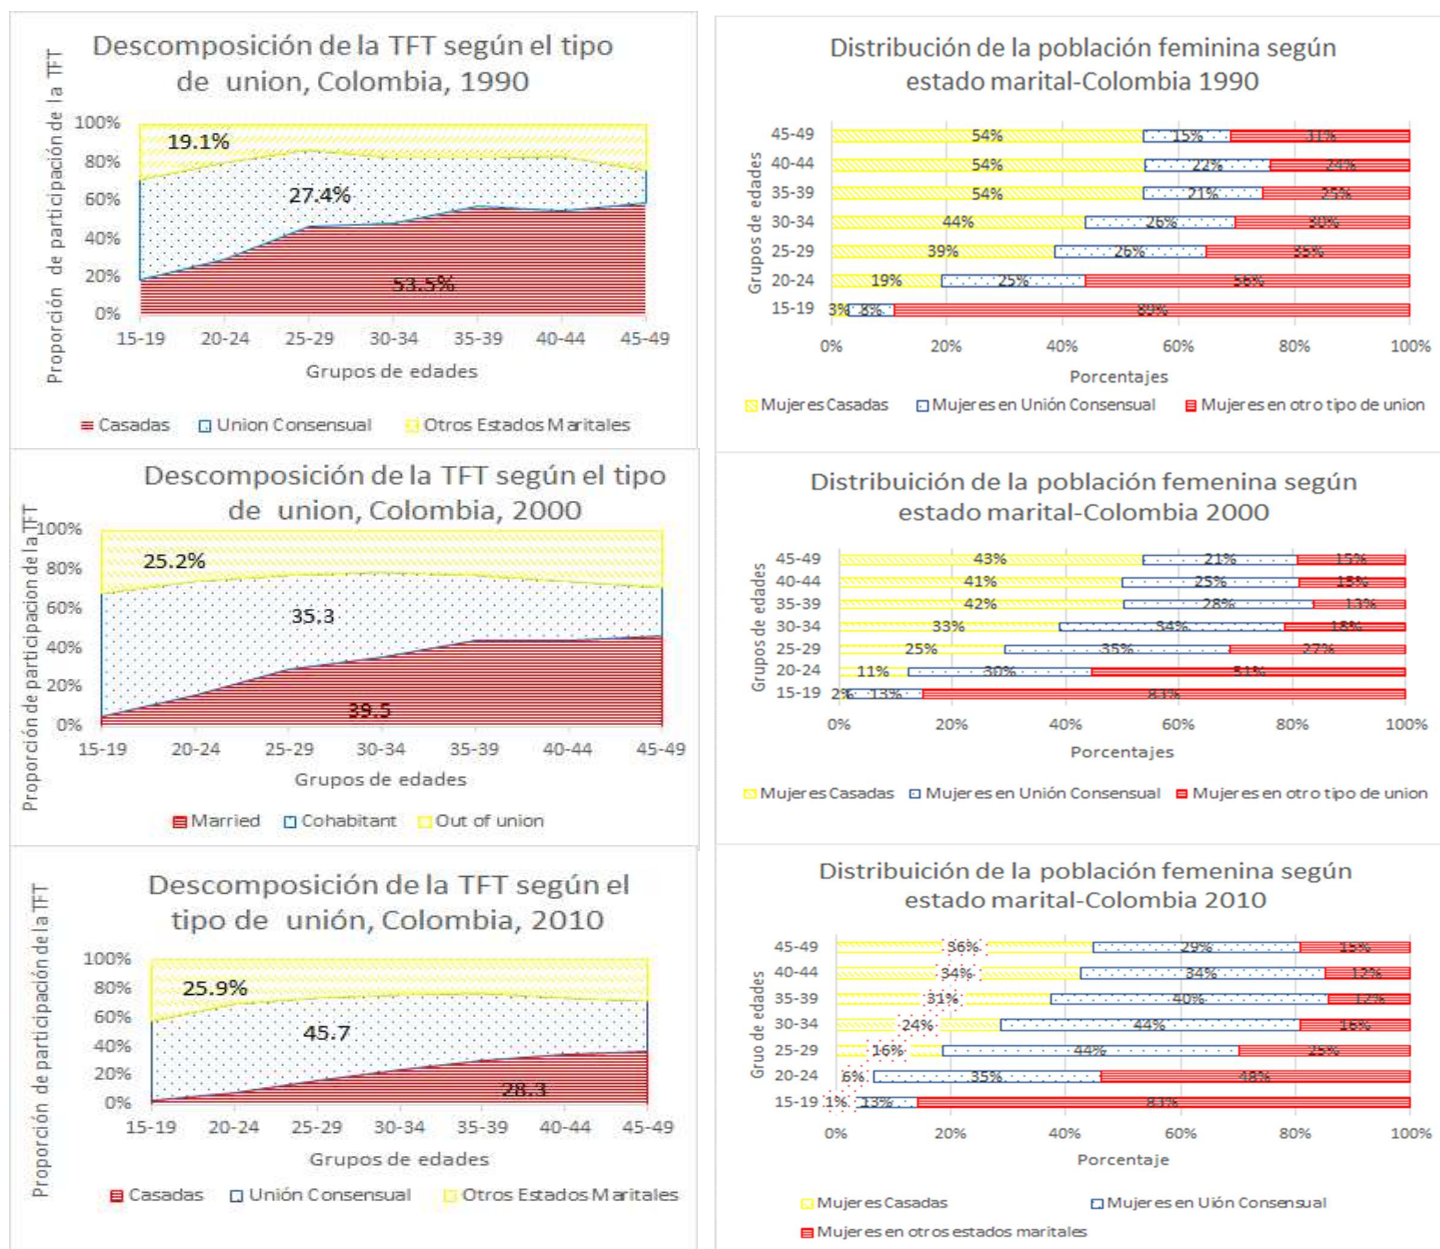 Descomposición de la TFT según el tipo
de union, Colombia, 1990
Proporción de participación de la TFT
100%
80%
60%
40%
20%
0%
19.1%
27.4%
53.5%
15-19 20-24 25-29 30-34 35-39 40-44 45-49
Grupos de edades
Casadas Union Consensual Otros Estados Maritales
Distribución de la población feminina según
estado marital-Colombia 1990
Grupos de edades
45-49 54% 15% 31%
40-44 54% 22% 24%
35-39 54% 21% 25%
30-34 44% 26% 30%
25-29 39% 26% 35%
20-24 19% 25% 56%
15-19 3% 8% 89%
0% 20% 40% 60% 80% 100%
Porcentajes
Mujeres Casadas Mujeres en Unión Consensual Mujeres en otro tipo de union
Descomposición de la TFT según el tipo
de union, Colombia, 2000
Proporción de participacion de la TFT
100%
80%
60%
40%
20%
0%
25.2%
35.3
39.5
15-19 20-24 25-29 30-34 35-39 40-44 45-49
Grupos de edades
Married Cohabitant Out of union
Distribuición de la población femenina según
estado marital-Colombia 2000
Grupos de edades
45-49 43% 21% 15%
40-44 41% 25% 15%
35-39 42% 28% 13%
30-34 33% 34% 18%
25-29 25% 35% 27%
20-24 11% 30% 51%
15-19 2% 13% 83%
0% 20% 40% 60% 80% 100%
Porcentajes
Mujeres Casadas Mujeres en Unión Consensual Mujeres en otro tipo de union
Descomposición de la TFT según el
tipo de unión, Colombia, 2010
Proporción de participación de la TFT
100%
80%
60%
40%
20%
0%
25.9%
45.7
28.3
15-19 20-24 25-29 30-34 35-39 40-44 45-49
Grupos de edades
Casadas Unión Consensual Otros Estados Maritales
Distribuición de la población femenina según
estado marital-Colombia 2010
Gruo de edades
45-49 36% 29% 15%
40-44 34% 34% 12%
35-39 31% 40% 12%
30-34 24% 44% 16%
25-29 16% 44% 25%
20-24 6% 35% 48%
15-19 1% 13% 83%
0% 20% 40% 60% 80% 100%
Porcentaje
Mujeres Casadas Mujeres en Uión Consensual
Mujeres en otros estados maritales